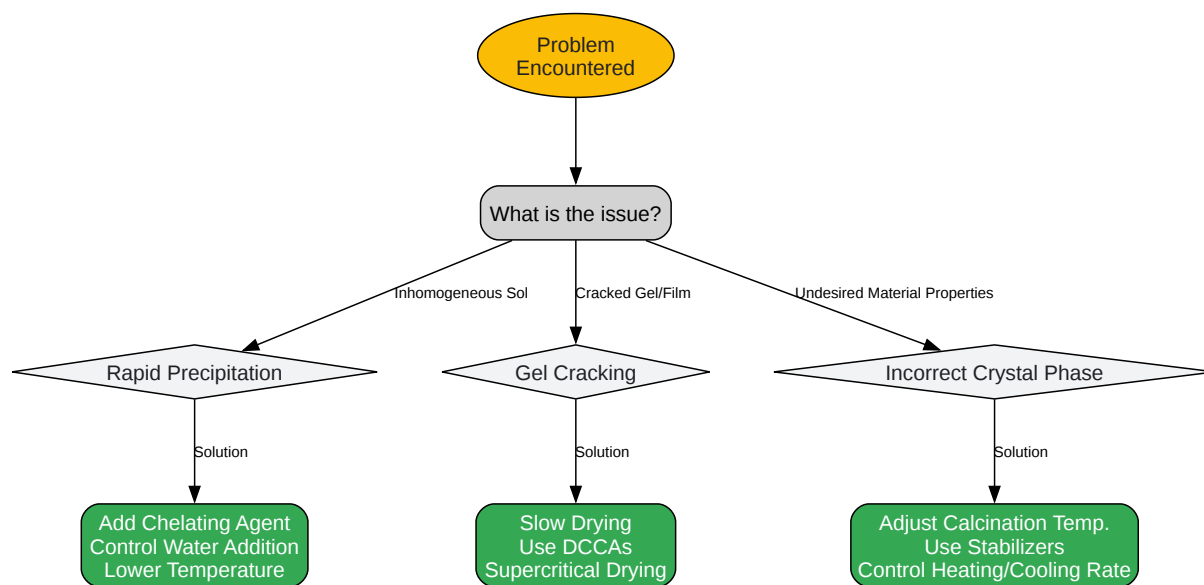 Problem
Encountered
What is the issue?
Inhomogeneous Sol
Cracked Gel/Film
Undesired Material Properties
Rapid Precipitation
Gel Cracking
Incorrect Crystal Phase
Solution
Solution
Solution
Add Chelating Agent
Control Water Addition
Lower Temperature
Slow Drying
Use DCCAs
Supercritical Drying
Adjust Calcination Temp.
Use Stabilizers
Control Heating/Cooling Rate